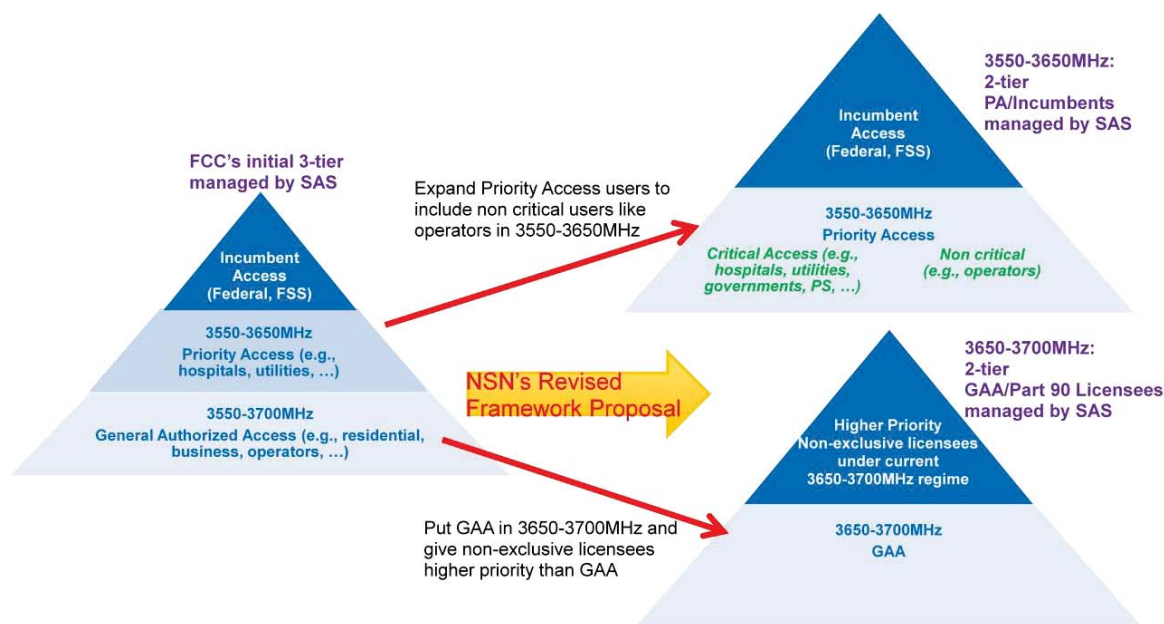 FCC's initial 3-tier
managed by SAS
Incumbent
Access
(Federal, FSS)
3550-3650MHz
Priority Access (e.g.,
hospitals, utilities, ...)
3550-3700MHz
General Authorized Access (e.g., residential,
business, operators, ...)
Expand Priority Access users to
include non critical users like
operators in 3550-3650MHz
NSN's Revised
Framework Proposal
Put GAA in 3650-3700MHz and
give non-exclusive licensees
higher priority than GAA
3550-3650MHz:
2-tier
PA/Incumbents
managed by SAS
Incumbent
Access
(Federal, FSS)
3550-3650MHz
Priority Access
Critical Access (e.g.,
hospitals, utilities,
governments, PS, ...)
Non critical
(e.g., operators)
3650-3700MHz:
2-tier
GAA/Part 90 Licensees
managed by SAS
Higher Priority
Non-exclusive licensees
under current
3650-3700MHz regime
3650-3700MHz
GAA